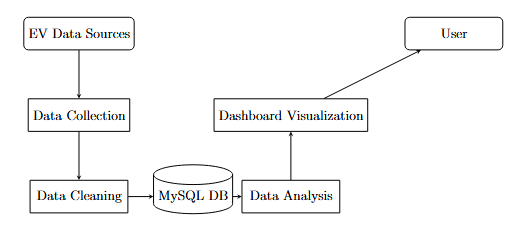 EV Data Sources
User
Data Collection
Dashboard Visualization
Data Cleaning
MySQL DB
Data Analysis